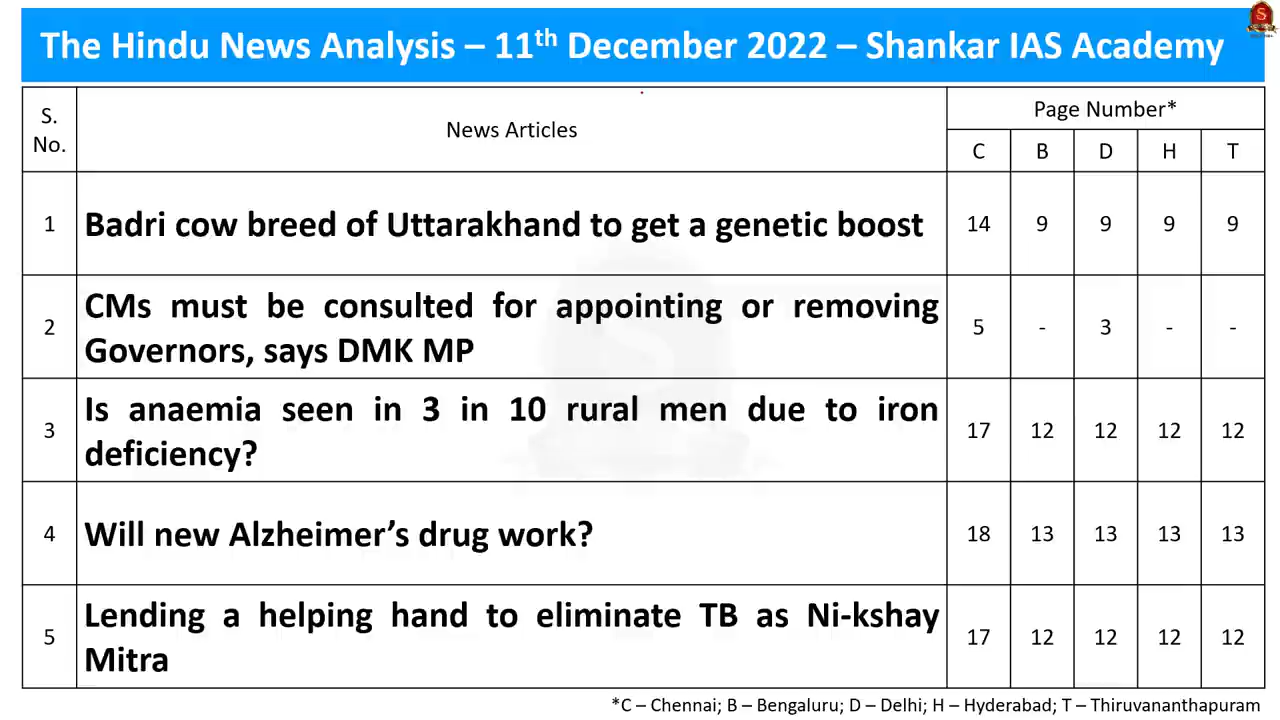 The Hindu News Analysis – 11th December 2022 – Shankar IAS Academy
S. No.
News Articles
Page Number*
C B D H T
1 Badri cow breed of Uttarakhand to get a genetic boost 14 9 9 9 9
2 CMs must be consulted for appointing or removing
Governors, says DMK MP 5 - 3 - -
3 Is anaemia seen in 3 in 10 rural men due to iron
deficiency? 17 12 12 12 12
4 Will new Alzheimer’s drug work? 18 13 13 13 13
5 Lending a helping hand to eliminate TB as Ni-kshay
Mitra 17 12 12 12 12
*C – Chennai; B – Bengaluru; D – Delhi; H – Hyderabad; T – Thiruvananthapuram